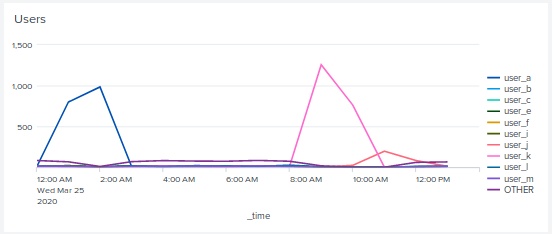 Users
1,500
1,000
500
12:00 AM
Wed Mar 25
2020
2:00 AM
4:00 AM
6:00 AM
8:00 AM
10:00 AM
12:00 PM
_time
user_a
user_b
user_c
user_e
user_f
user_i
user_j
user_k
user_l
user_m
OTHER